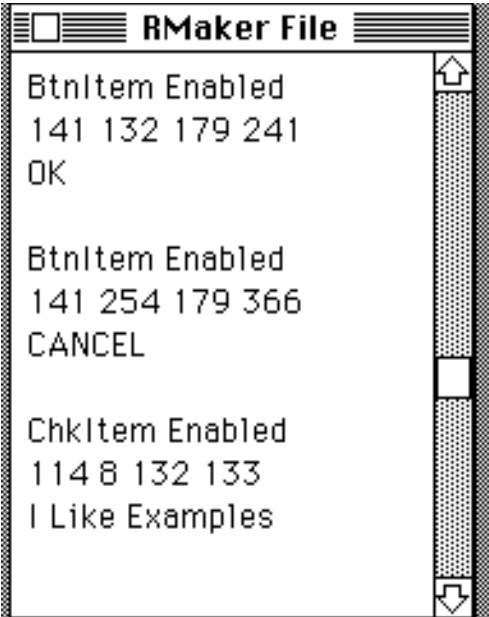 RMaker File
BtnItem Enabled
141 132 179 241
OK
BtnItem Enabled
141 254 179 366
CANCEL
ChkItem Enabled
114 8 132 133
I Like Examples